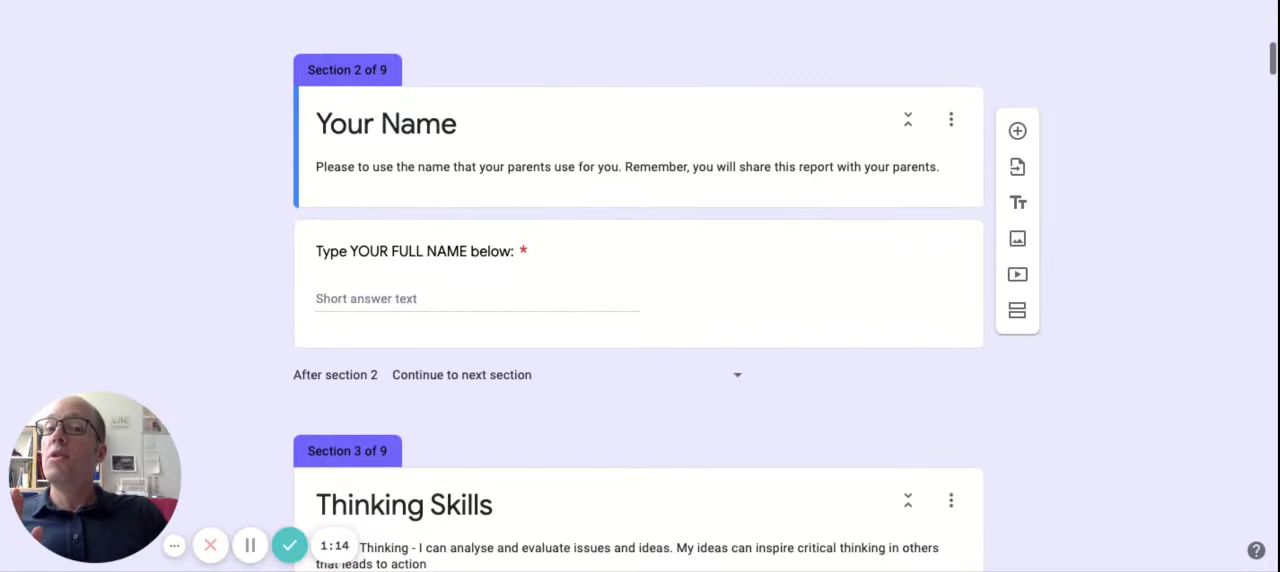 Section 2 of 9
Your Name
Please to use the name that your parents use for you. Remember, you will share this report with your parents.
Type YOUR FULL NAME below: *
Short answer text
After section 2 Continue to next section
Section 3 of 9
Thinking Skills
Thinking - I can analyse and evaluate issues and ideas. My ideas can inspire critical thinking in others
that leads to action
1:14